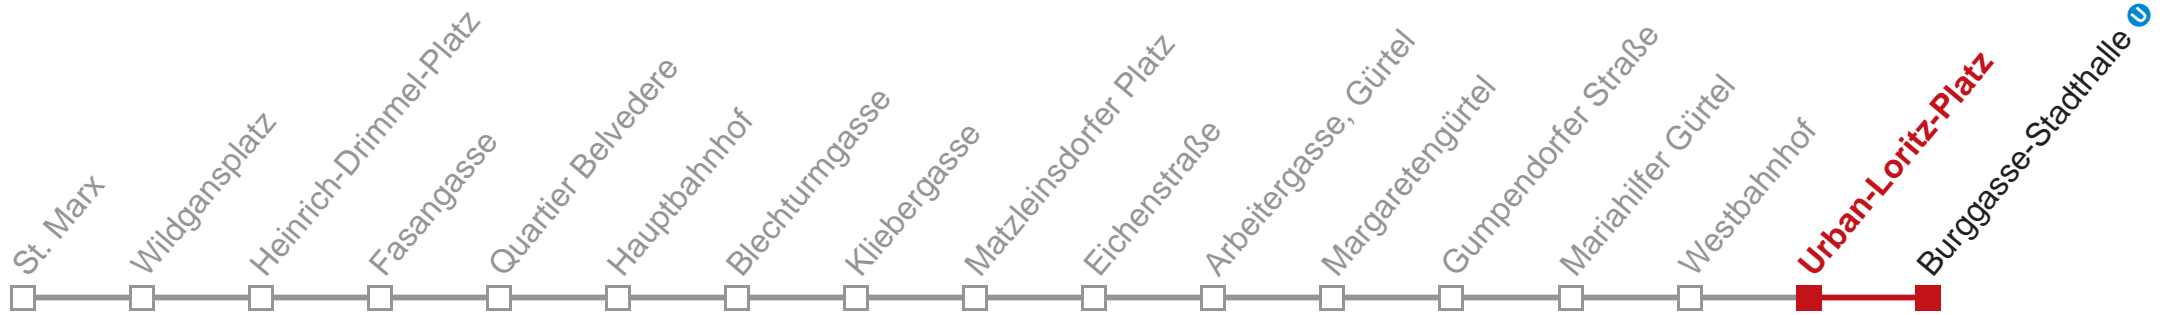 St. Marx
Wildgansplatz
Heinrich-Drimmel-Platz
Fasangasse
Quartier Belvedere
Hauptbahnhof
Blechturmgasse
Kliebergasse
Matzleinsdorfer Platz
Eichenstraße
Arbeitergasse, Gürtel
Margaretengürtel
Gumpendorfer Straße
Mariahilfer Gürtel
Westbahnhof
Urban-Loritz-Platz
Burggasse-Stadthalle U